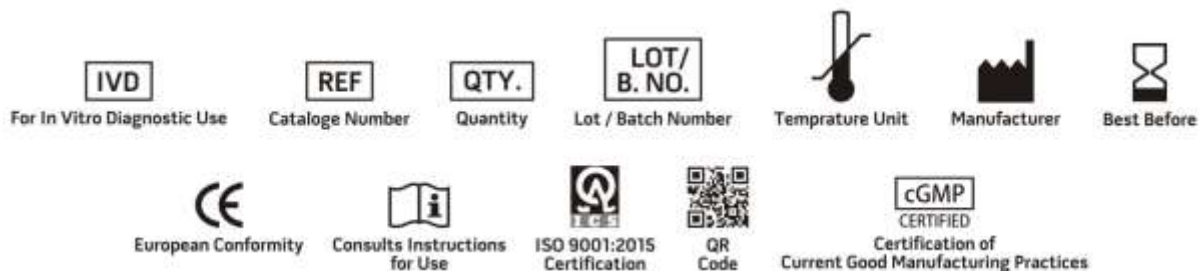 IVD
For In Vitro Diagnostic Use
REF
Cataloge Number
QTY.
Quantity
LOT/
B. NO.
Lot / Batch Number
Temprature Unit
Manufacturer
Best Before
CE
European Conformity
i
Consults Instructions
for Use
ICS
ISO 9001:2015
Certification
QR
Code
cGMP
CERTIFIED
Certification of
Current Good Manufacturing Practices